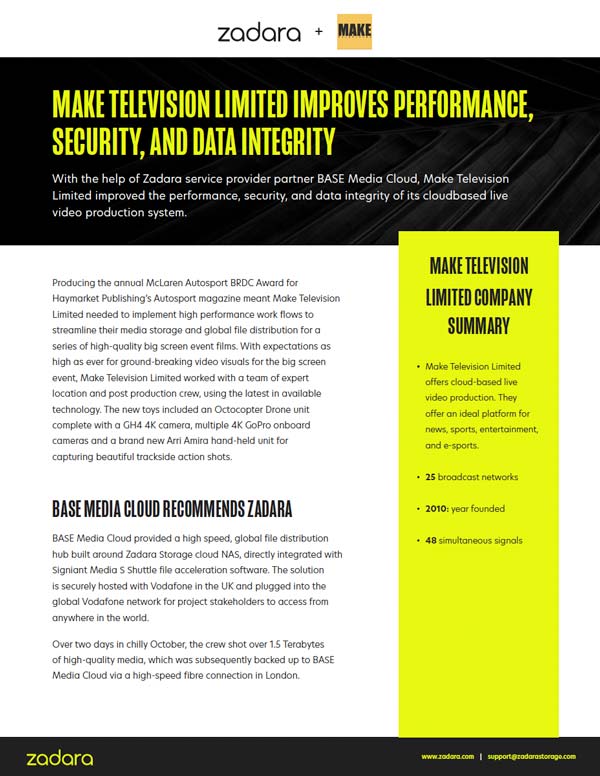 zadara + MAKE
MAKE TELEVISION LIMITED IMPROVES PERFORMANCE,
SECURITY, AND DATA INTEGRITY
With the help of Zadara service provider partner BASE Media Cloud, Make Television
Limited improved the performance, security, and data integrity of its cloudbased live
video production system.
Producing the annual McLaren Autosport BRDC Award for
Haymarket Publishing's Autosport magazine meant Make Television
Limited needed to implement high performance work flows to
streamline their media storage and global file distribution for a
series of high-quality big screen event films. With expectations as
high as ever for ground-breaking video visuals for the big screen
event, Make Television Limited worked with a team of expert
location and post production crew, using the latest in available
technology. The new toys included an Octocopter Drone unit
complete with a GH4 4K camera, multiple 4K GoPro onboard
cameras and a brand new Arri Amira hand-held unit for
capturing beautiful trackside action shots.
BASE MEDIA CLOUD RECOMMENDS ZADARA
BASE Media Cloud provided a high speed, global file distribution
hub built around Zadara Storage cloud NAS, directly integrated with
Signiant Media S Shuttle file acceleration software. The solution
is securely hosted with Vodafone in the UK and plugged into the
global Vodafone network for project stakeholders to access from
anywhere in the world.
Over two days in chilly October, the crew shot over 1.5 Terabytes
of high-quality media, which was subsequently backed up to BASE
Media Cloud via a high-speed fibre connection in London.
MAKE TELEVISION
LIMITED COMPANY
SUMMARY
• Make Television Limited
offers cloud-based live
video production. They
offer an ideal platform for
news, sports, entertainment,
and e-sports.
• 25 broadcast networks
• 2010: year founded
• 48 simultaneous signals
zadara
www.zadara.com | support@zadarastorage.com